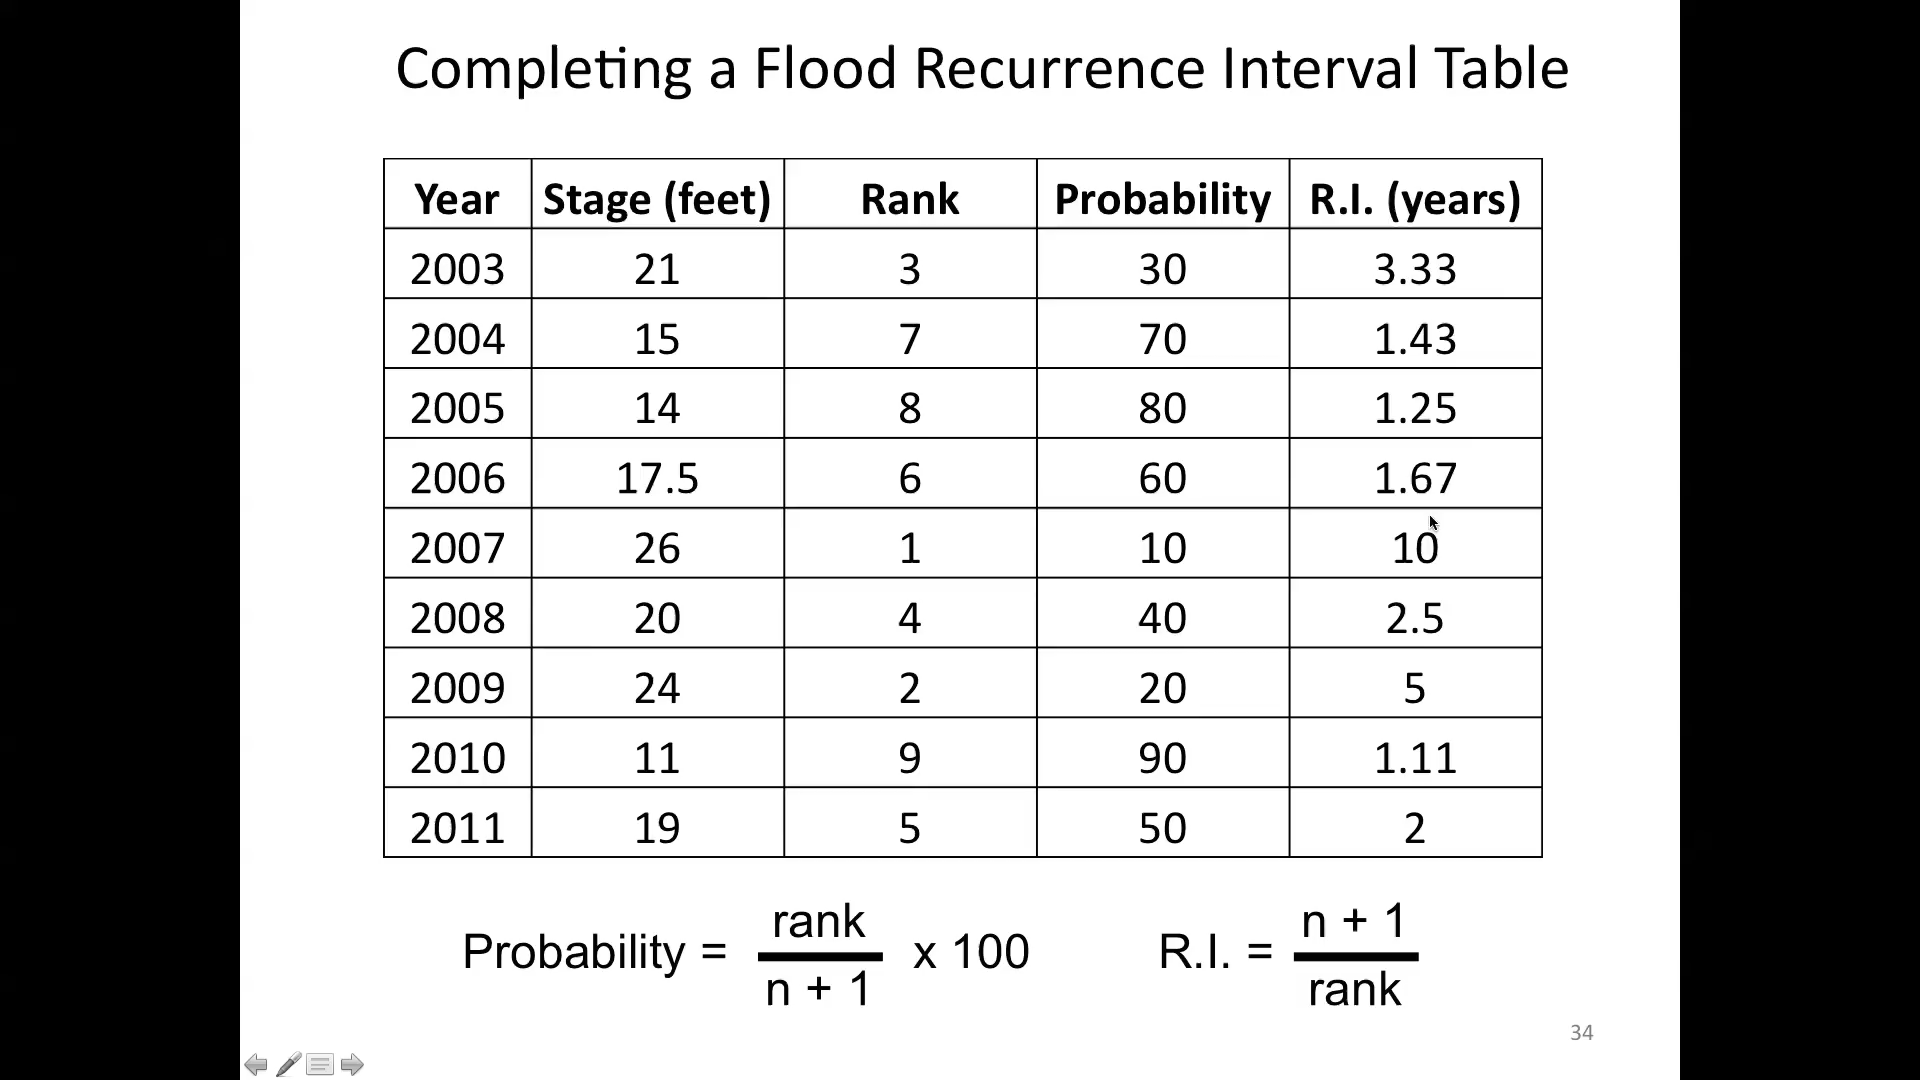 Completing a Flood Recurrence Interval Table
Year Stage (feet) Rank Probability R.I. (years)
2003 21 3 30 3.33
2004 15 7 70 1.43
2005 14 8 80 1.25
2006 17.5 6 60 1.67
2007 26 1 10 10
2008 20 4 40 2.5
2009 24 2 20 5
2010 11 9 90 1.11
2011 19 5 50 2
rank n + 1
Probability = x 100 R.I. =
n + 1 rank
34